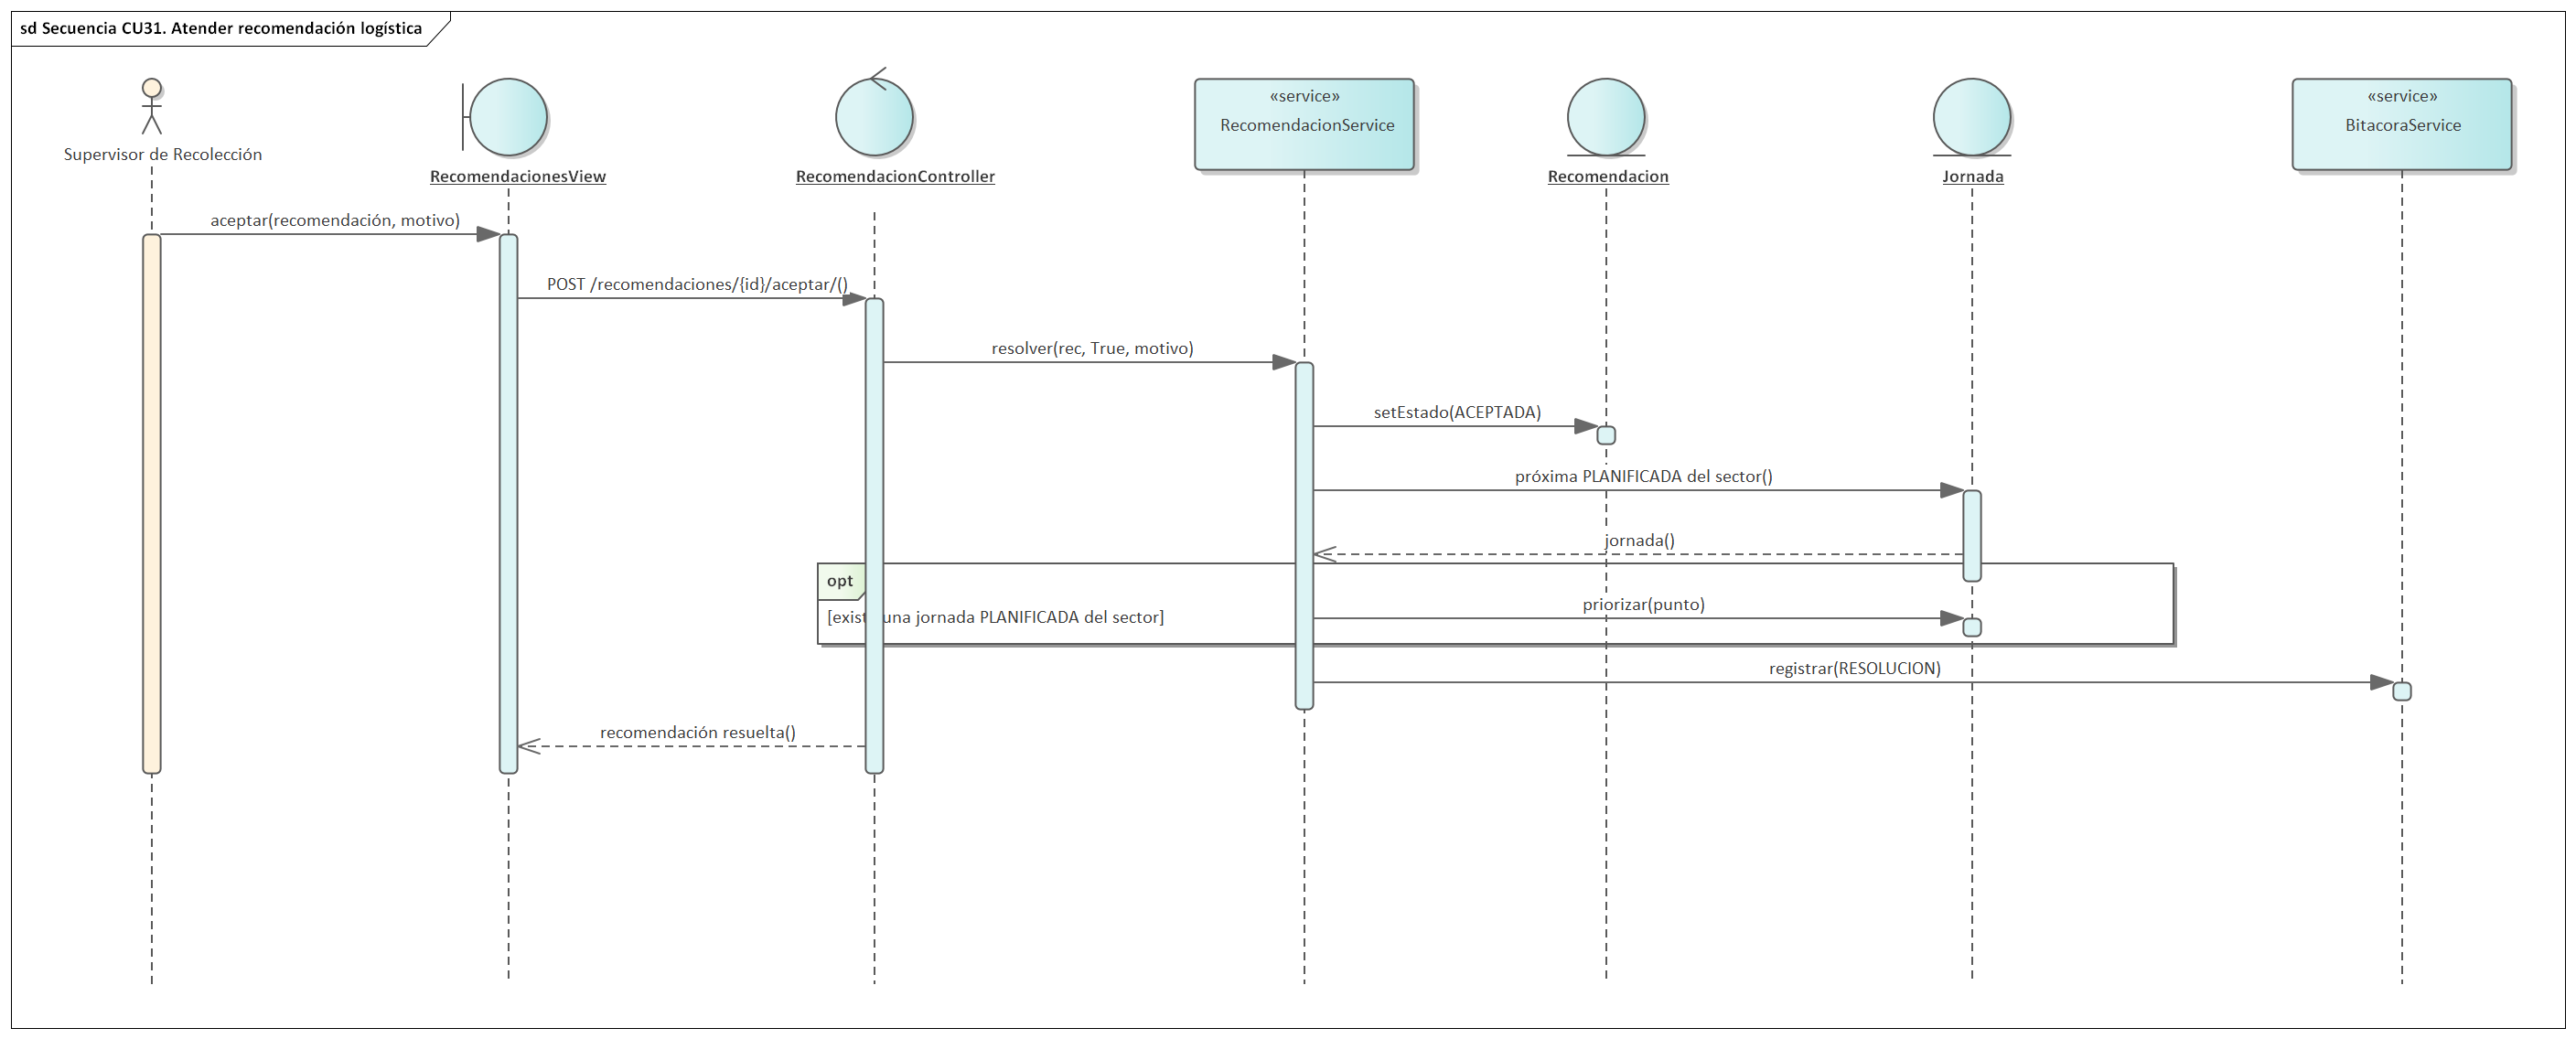 sd Secuencia CU31. Atender recomendación logística
«service»
RecomendacionService
«service»
BitacoraService
Supervisor de Recolección
RecomendacionesView
RecomendacionController
Recomendacion
Jornada
aceptar(recomendación, motivo)
POST /recomendaciones/{id}/aceptar/()
resolver(rec, True, motivo)
setEstado(ACEPTADA)
próxima PLANIFICADA del sector()
jornada()
opt
priorizar(punto)
[exist una jornada PLANIFICADA del sector]
registrar(RESOLUCION)
recomendación resuelta()